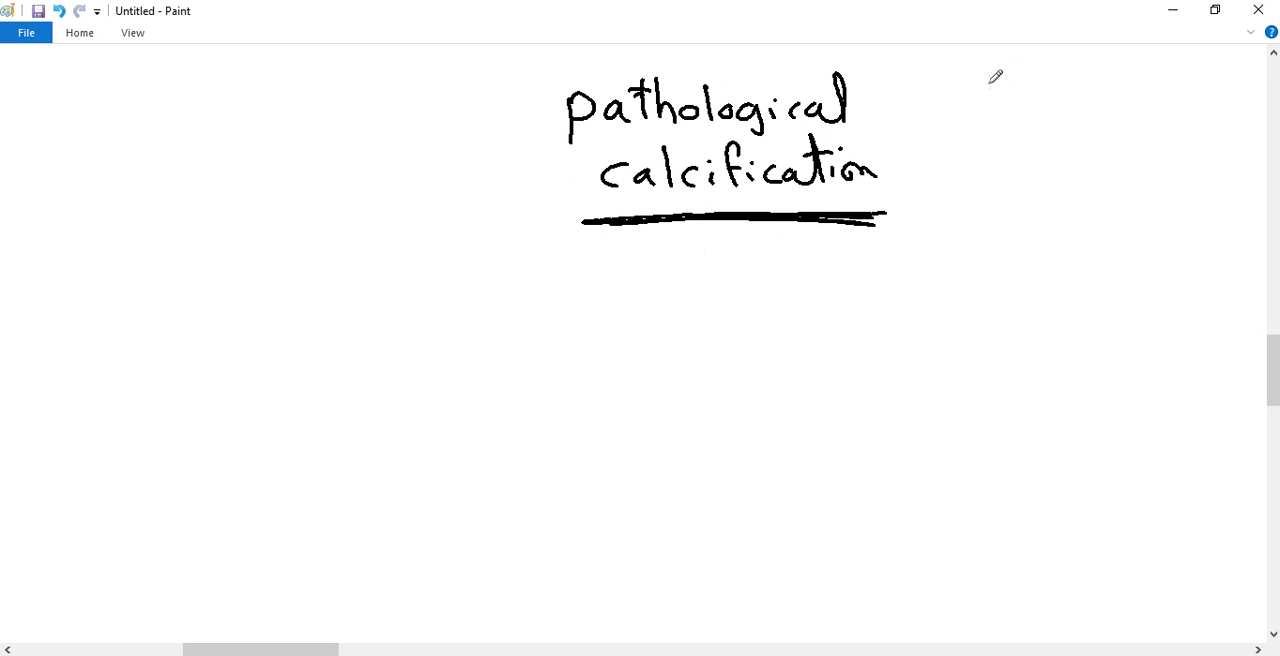 Untitled - Paint
File Home View
pathological
calcification